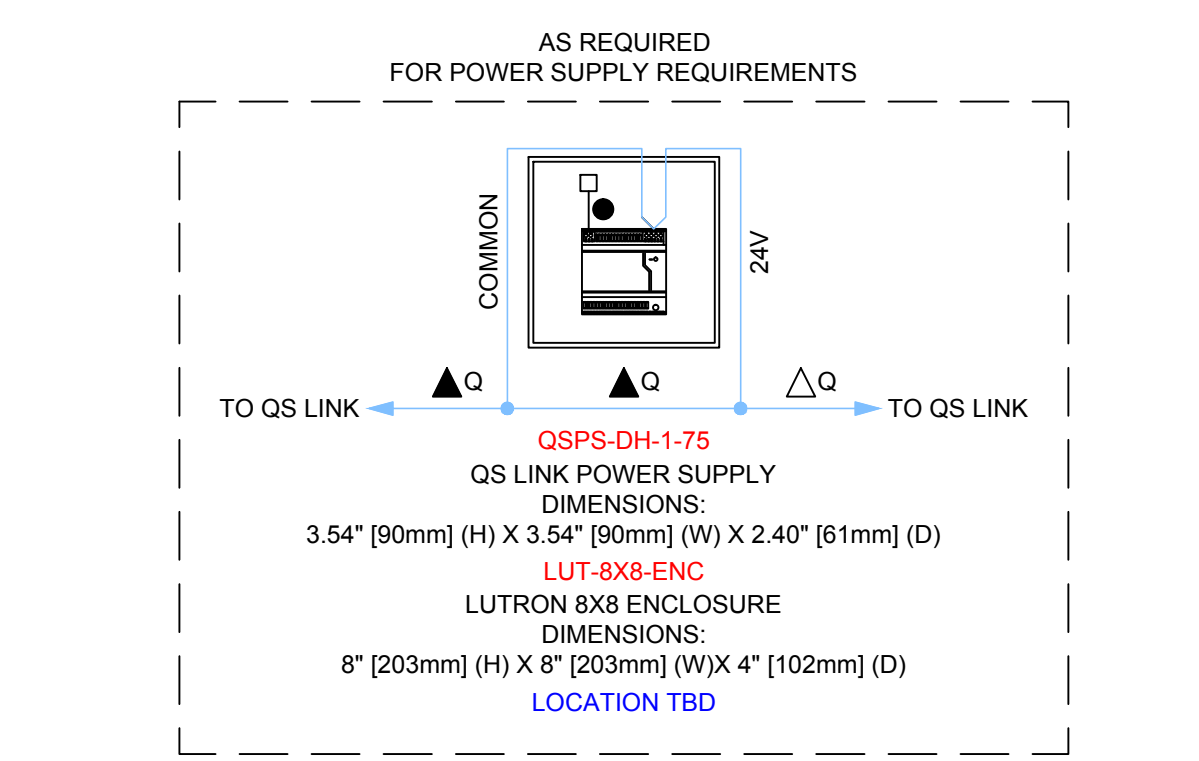 AS REQUIRED
FOR POWER SUPPLY REQUIREMENTS
COMMON
24V
Q
Q
Q
TO QS LINK
TO QS LINK
QSPS-DH-1-75
QS LINK POWER SUPPLY
DIMENSIONS:
3.54" [90mm] (H) X 3.54" [90mm] (W) X 2.40" [61mm] (D)
LUT-8X8-ENC
LUTRON 8X8 ENCLOSURE
DIMENSIONS:
8" [203mm] (H) X 8" [203mm] (W)X 4" [102mm] (D)
LOCATION TBD